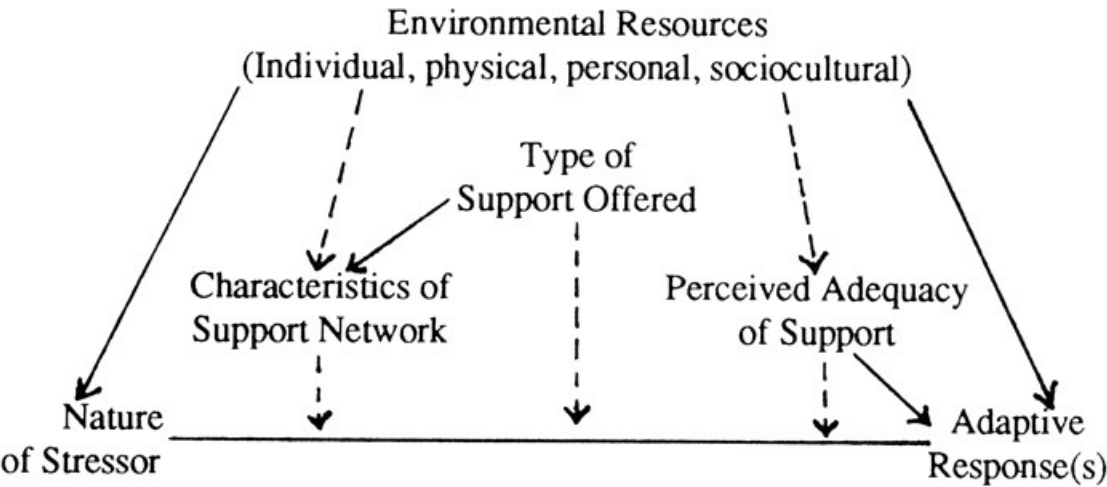 Environmental Resources
(Individual, physical, personal, sociocultural)
Type of
Support Offered
Characteristics of
Support Network
Perceived Adequacy
of Support
Nature
of Stressor
Adaptive
Response(s)